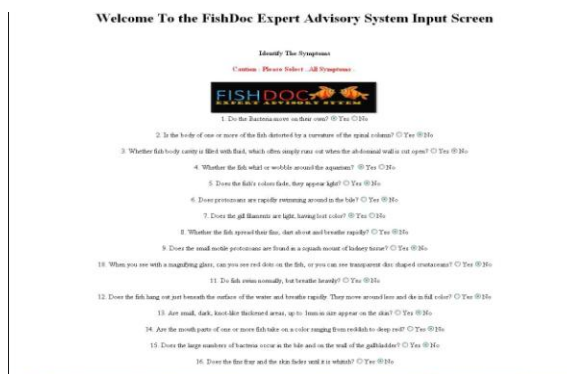 Welcome To the FishDoc Expert Advisory System Input Screen
Identify The Symptoms
Caution - Please Select . All Symptoms .
FISHDOC
EXPERT ADVISORY SYTEM
1. Do the Bacteria move on their own? Yes No
2. Is the body of one or more of the fish distorted by a curvature of the spinal column? Yes No
3. Whether fish body cavity is filled with fluid, which often simply runs out when the abdominal wall is cut open? Yes No
4. Whether the fish whirl or wobble around the aquarium? Yes No
5. Does the fish's colors fade, they appear light? Yes No
6. Does protozoans are rapidly swimming around in the bile? Yes No
7. Does the gill filaments are light, having lost color? Yes No
8. Whether the fish spread their fins, dart about and breathe rapidly? Yes No
9. Does the small motile protozoans are found in a squash mount of kidney tissue? Yes No
10. When you see with a magnifying glass, can you see red dots on the fish, or you can see transparent disc shaped crustaceans? Yes No
11. Do fish swim normally, but breathe heavily? Yes No
12. Does the fish hang out just beneath the surface of the water and breathe rapidly. They move around less and die in full color? Yes No
13. Are small, dark, knot-like thickened areas, up to 1mm in size appear on the skin? Yes No
14. Are the mouth parts of one or more fish take on a color ranging from reddish to deep red? Yes No
15. Does the large numbers of bacteria occur in the bile and on the wall of the gallbladder? Yes No
16. Does the fins fray and the skin fades until it is whitish? Yes No